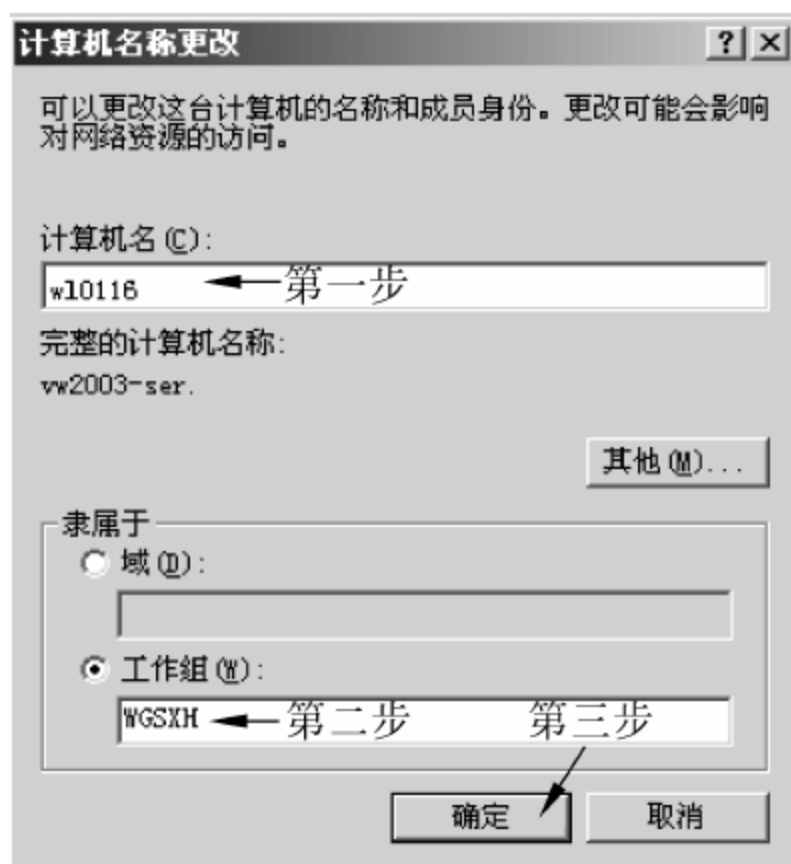 计算机名称更改
可以更改这台计算机的名称和成员身份。更改可能会影响
对网络资源的访问。
计算机名(C):
wl0116 第一步
完整的计算机名称:
vw2003-ser.
其他(M)...
隶属于
域(D):
工作组(W):
WGSXH 第二步 第三步
确定 取消